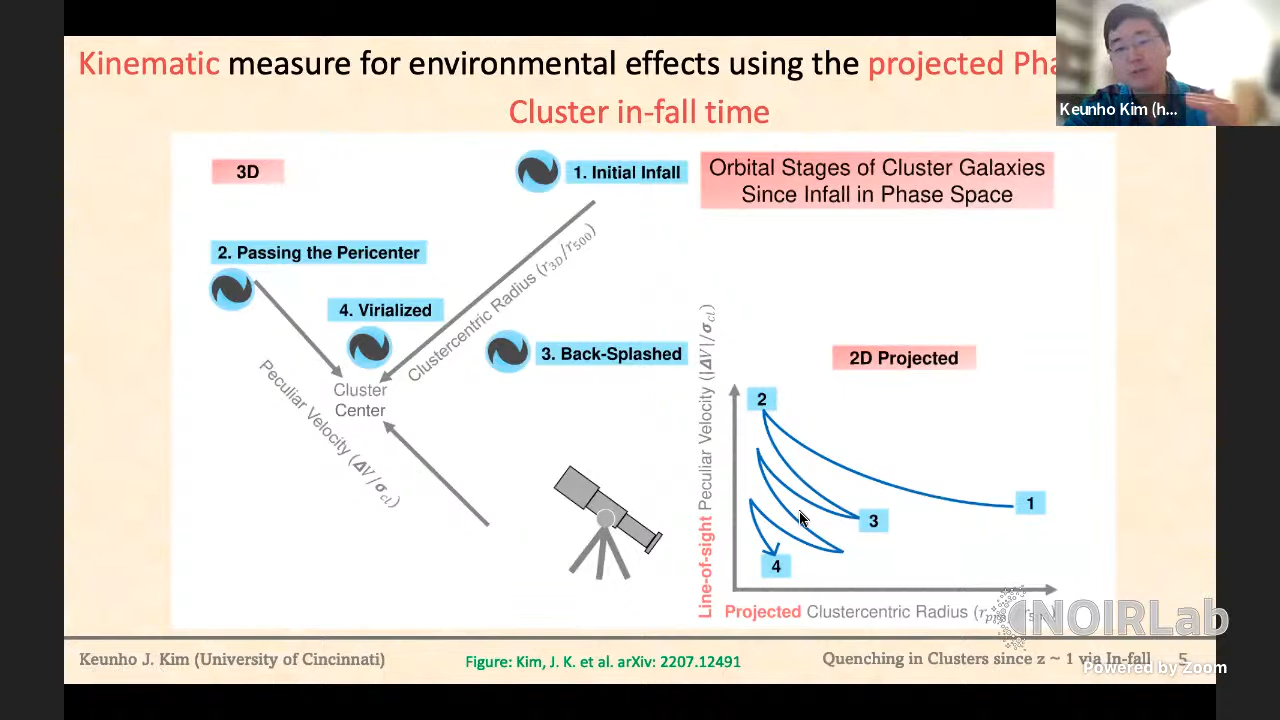 Kinematic measure for environmental effects using the projected Pha
Cluster in-fall time
Keunho Kim (h...
3D
1. Initial Infall
Orbital Stages of Cluster Galaxies
Since Infall in Phase Space
2. Passing the Pericenter
Clustercentric Radius (r3D/r500)
4. Virialized
3. Back-Splashed
Cluster
Center
Peculiar Velocity (ΔV/σcl)
2D Projected
Line-of-sight Peculiar Velocity (|ΔV|/σcl)
2
1
3
4
Projected Clustercentric Radius
NOIRLab
Keunho J. Kim (University of Cincinnati)
Figure: Kim, J. K. et al. arXiv: 2207.12491
Quenching in Clusters since z ~ 1 via In-fall 5
Powered by Zoom